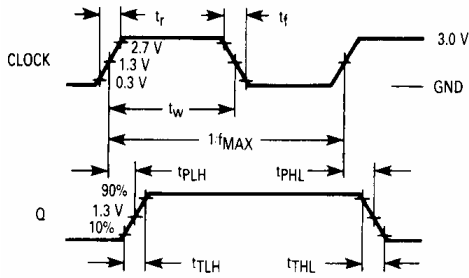 tr
tf
CLOCK
2.7 V
1.3 V
0.3 V
3.0 V
GND
tw
1/fMAX
tPLH
tPHL
Q
90%
1.3 V
10%
tTLH
tTHL